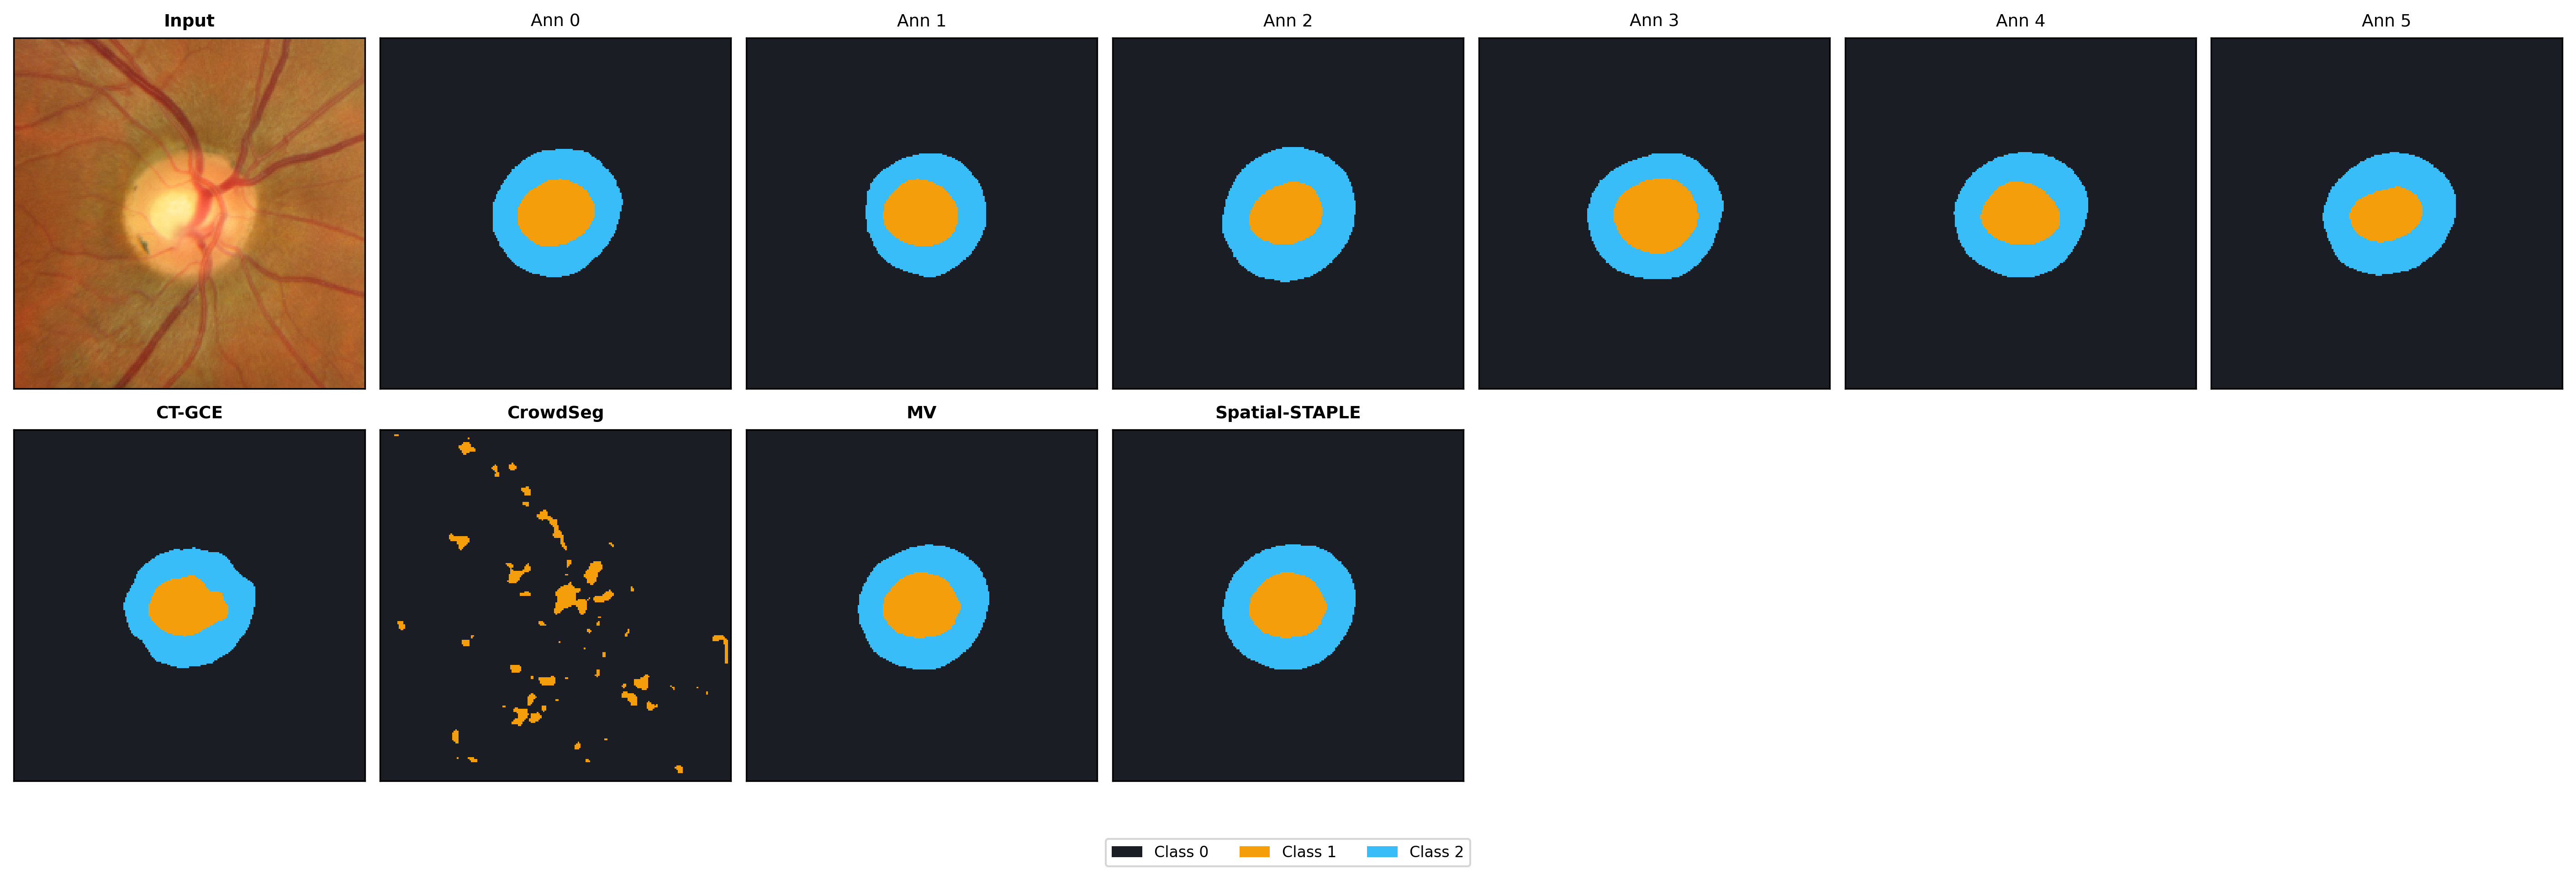 Input Ann 0 Ann 1 Ann 2 Ann 3 Ann 4 Ann 5
CT-GCE CrowdSeg MV Spatial-STAPLE
Class 0 Class 1 Class 2